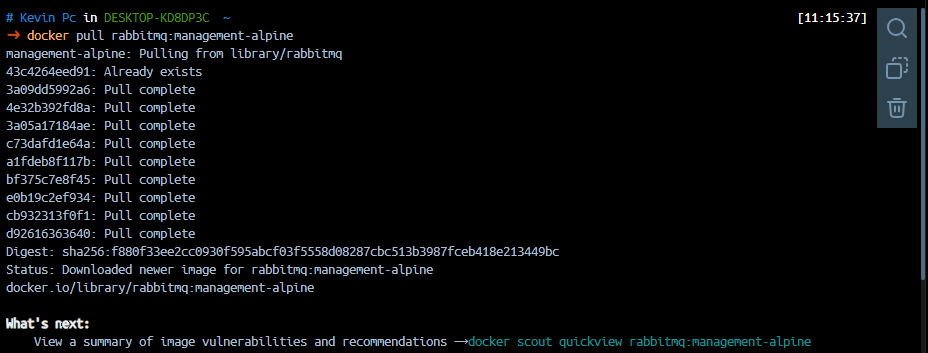 # Kevin Pc in DESKTOP-KD8DP3C ~ [11:15:37]
→ docker pull rabbitmq:management-alpine
management-alpine: Pulling from library/rabbitmq
43c4264eed91: Already exists
3a09dd5992a6: Pull complete
4e32b392fd8a: Pull complete
3a05a17184ae: Pull complete
c73dafd1e64a: Pull complete
a1fdeb8f117b: Pull complete
bf375c7e8f45: Pull complete
e0b19c2ef934: Pull complete
cb932313f0f1: Pull complete
d92616363640: Pull complete
Digest: sha256:f880f33ee2cc0930f595abcf03f5558d08287cbc513b3987fceb418e213449bc
Status: Downloaded newer image for rabbitmq:management-alpine
docker.io/library/rabbitmq:management-alpine
What's next:
View a summary of image vulnerabilities and recommendations → docker scout quickview rabbitmq:management-alpine